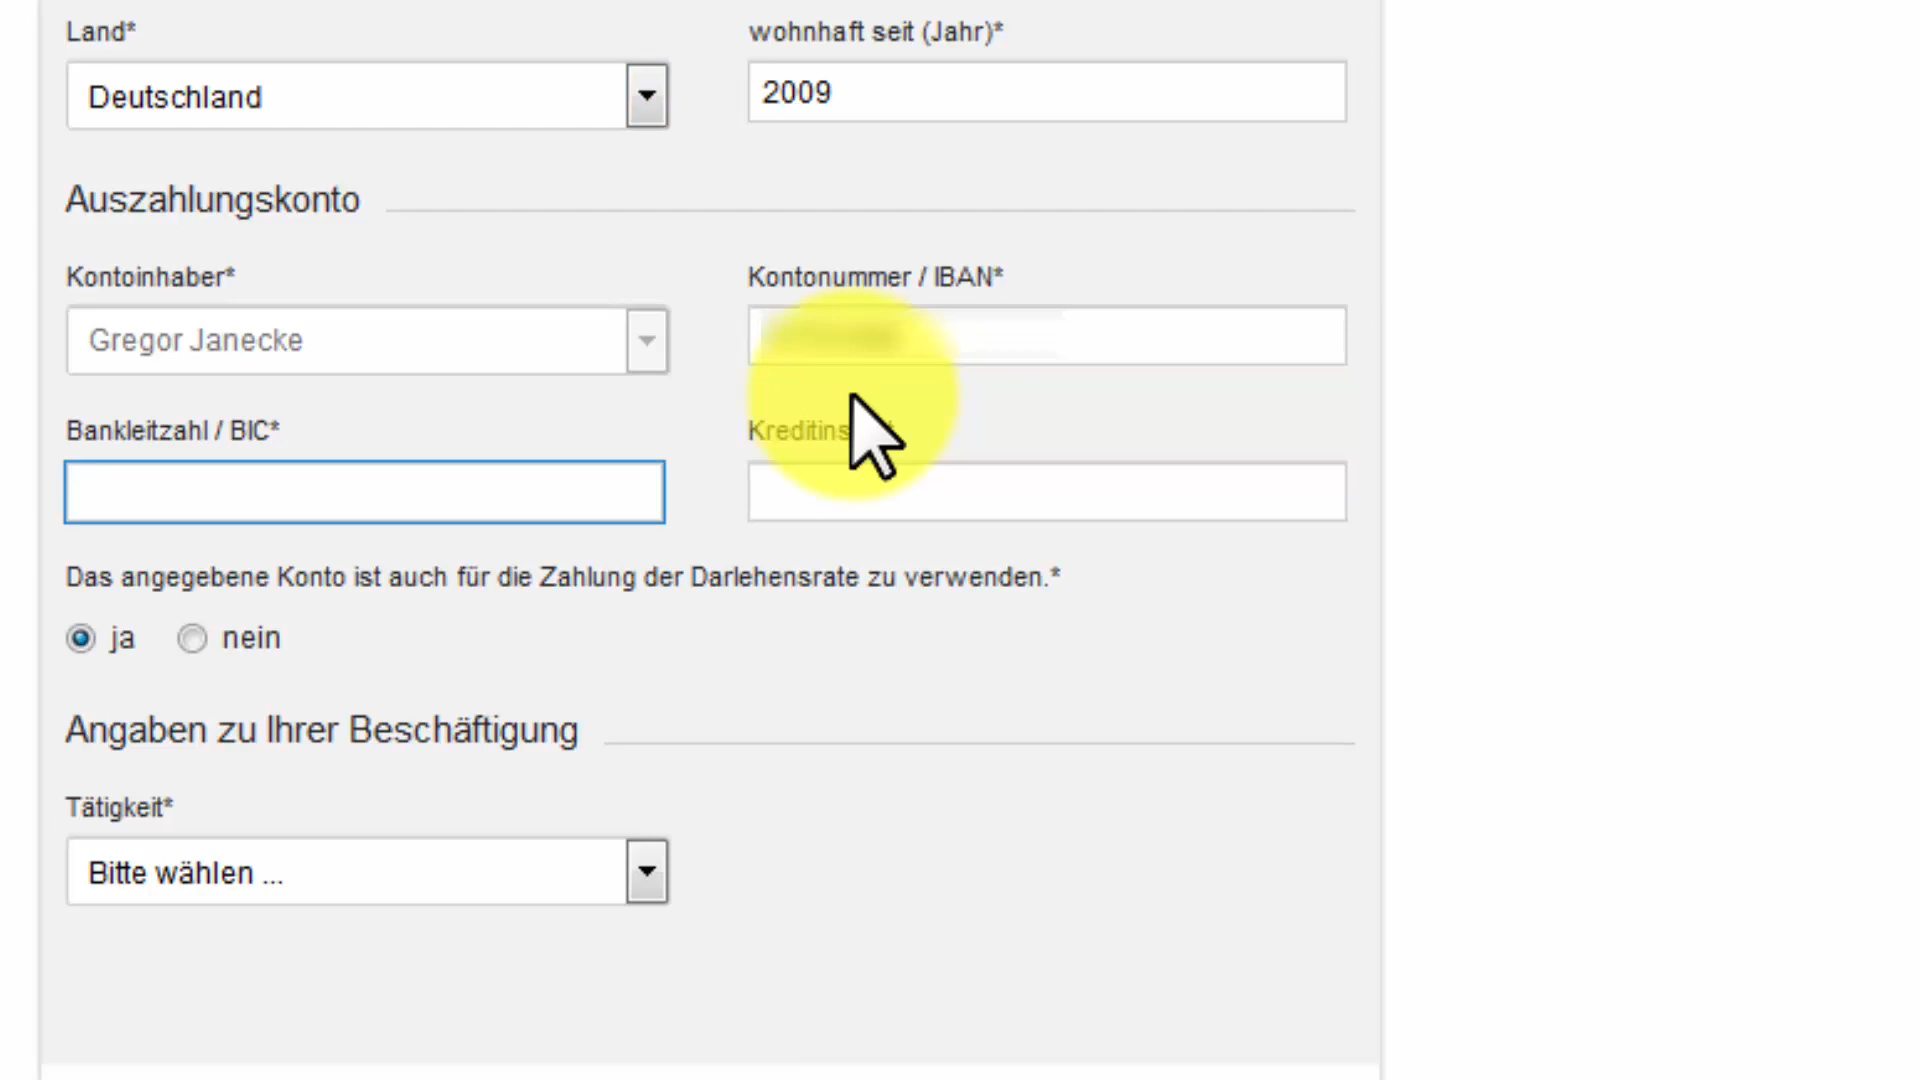 Land*
wohnhaft seit (Jahr)*
Deutschland
2009
Auszahlungskonto
Kontoinhaber*
Kontonummer / IBAN*
Gregor Janecke
Bankleitzahl / BIC*
Das angegebene Konto ist auch für die Zahlung der Darlehensrate zu verwenden.*
ja
nein
Angaben zu Ihrer Beschäftigung
Tätigkeit*
Bitte wählen ...